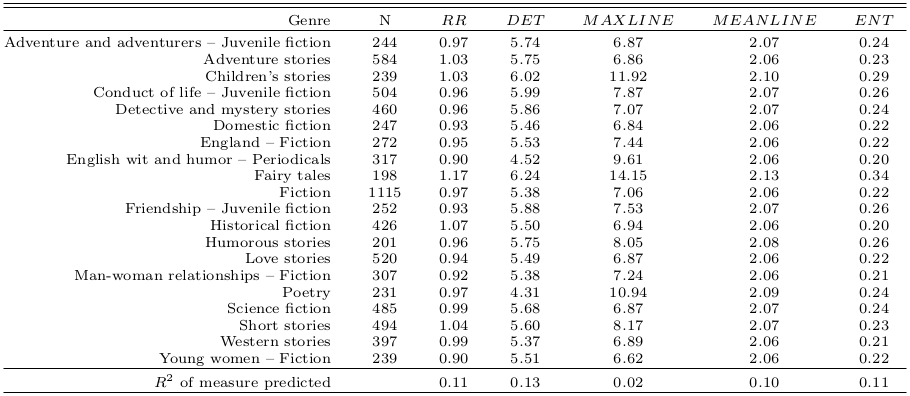 Genre N RR DET MAXLINE MEANLINE ENT
Adventure and adventurers – Juvenile fiction 244 0.97 5.74 6.87 2.07 0.24
Adventure stories 584 1.03 5.75 6.86 2.06 0.23
Children's stories 239 1.03 6.02 11.92 2.10 0.29
Conduct of life – Juvenile fiction 504 0.96 5.99 7.87 2.07 0.26
Detective and mystery stories 460 0.96 5.86 7.07 2.07 0.24
Domestic fiction 247 0.93 5.46 6.84 2.06 0.22
England – Fiction 272 0.95 5.53 7.44 2.06 0.22
English wit and humor – Periodicals 317 0.90 4.52 9.61 2.06 0.20
Fairy tales 198 1.17 6.24 14.15 2.13 0.34
Fiction 1115 0.97 5.38 7.06 2.06 0.22
Friendship – Juvenile fiction 252 0.93 5.88 7.53 2.07 0.26
Historical fiction 426 1.07 5.50 6.94 2.06 0.20
Humorous stories 201 0.96 5.75 8.05 2.08 0.26
Love stories 520 0.94 5.49 6.87 2.06 0.22
Man-woman relationships – Fiction 307 0.92 5.38 7.24 2.06 0.21
Poetry 231 0.97 4.31 10.94 2.09 0.24
Science fiction 485 0.99 5.68 6.87 2.07 0.24
Short stories 494 1.04 5.60 8.17 2.07 0.23
Western stories 397 0.99 5.37 6.89 2.06 0.21
Young women – Fiction 239 0.90 5.51 6.62 2.06 0.22
R² of measure predicted 0.11 0.13 0.02 0.10 0.11